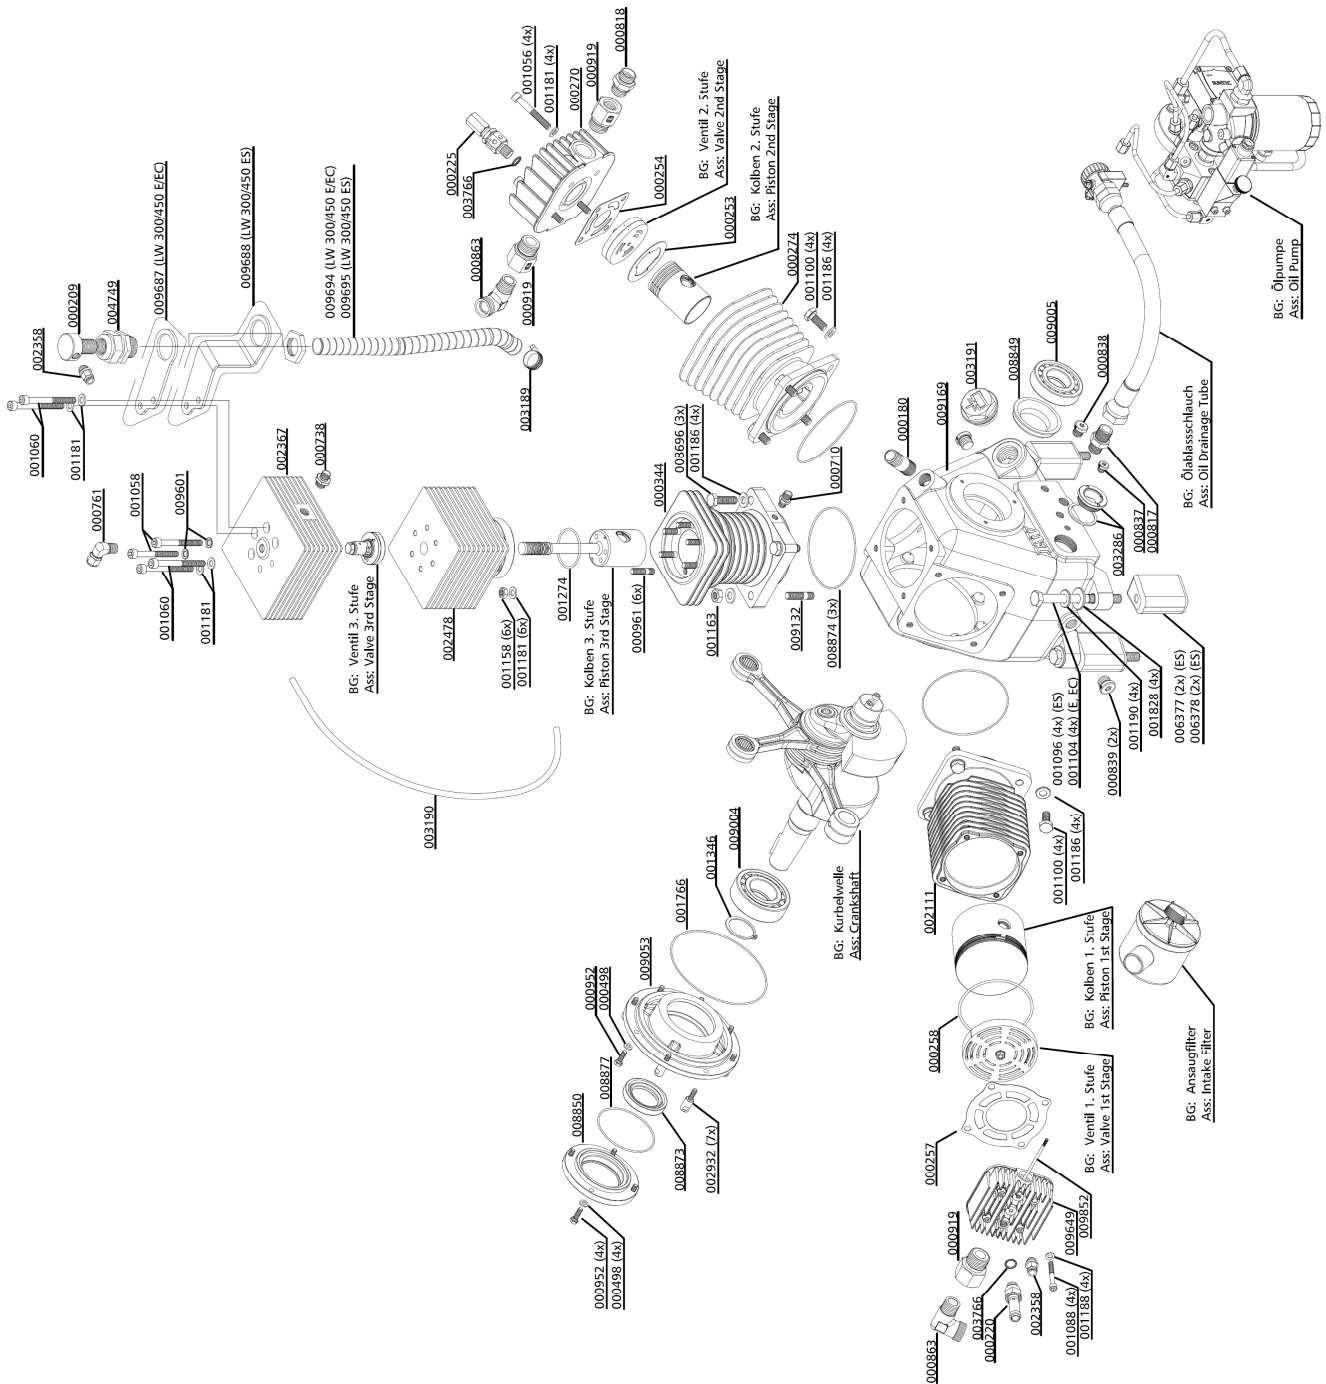 000818
000919
000270
001181 (4x)
001056 (4x)
000225
003766
000863
000919
000254
BG: Ventil 2. Stufe
Ass: Valve 2nd Stage
000253
BG: Kolben 2. Stufe
Ass: Piston 2nd Stage
000274
001100 (4x)
001186 (4x)
009687 (LW 300/450 E/EC)
009688 (LW 300/450 ES)
009694 (LW 300/450 E/EC)
009695 (LW 300/450 ES)
000209
004749
002358
003189
001060
001181
002367
000738
000761
001058
009601
001060
001181
BG: Ventil 3. Stufe
Ass: Valve 3rd Stage
002478
001158 (6x)
001181 (6x)
001274
BG: Kolben 3. Stufe
Ass: Piston 3rd Stage
000961 (6x)
000344
003696 (3x)
001186 (4x)
000710
001163
009132
008874 (3x)
003190
000180
009169
003191
008849
009005
000838
SUNTEC
BG: Ölpumpe
Ass: Oil Pump
BG: Ölablassschlauch
Ass: Oil Drainage Tube
003286
000837
000817
001096 (4x) (ES)
001104 (4x) (E, EC)
000839 (2x)
001190 (4x)
001828 (4x)
006377 (2x) (ES)
006378 (2x) (ES)
BG: Kurbelwelle
Ass: Crankshaft
009004
001346
001766
009053
000952
000498
008877
008850
008873
002932 (7x)
000952 (4x)
000498 (4x)
002111
001100 (4x)
001186 (4x)
BG: Kolben 1. Stufe
Ass: Piston 1st Stage
BG: Ansaugfilter
Ass: Intake Filter
000258
BG: Ventil 1. Stufe
Ass: Valve 1st Stage
000257
009649
009852
000919
000863
003766
000220
002358
001088 (4x)
001188 (4x)